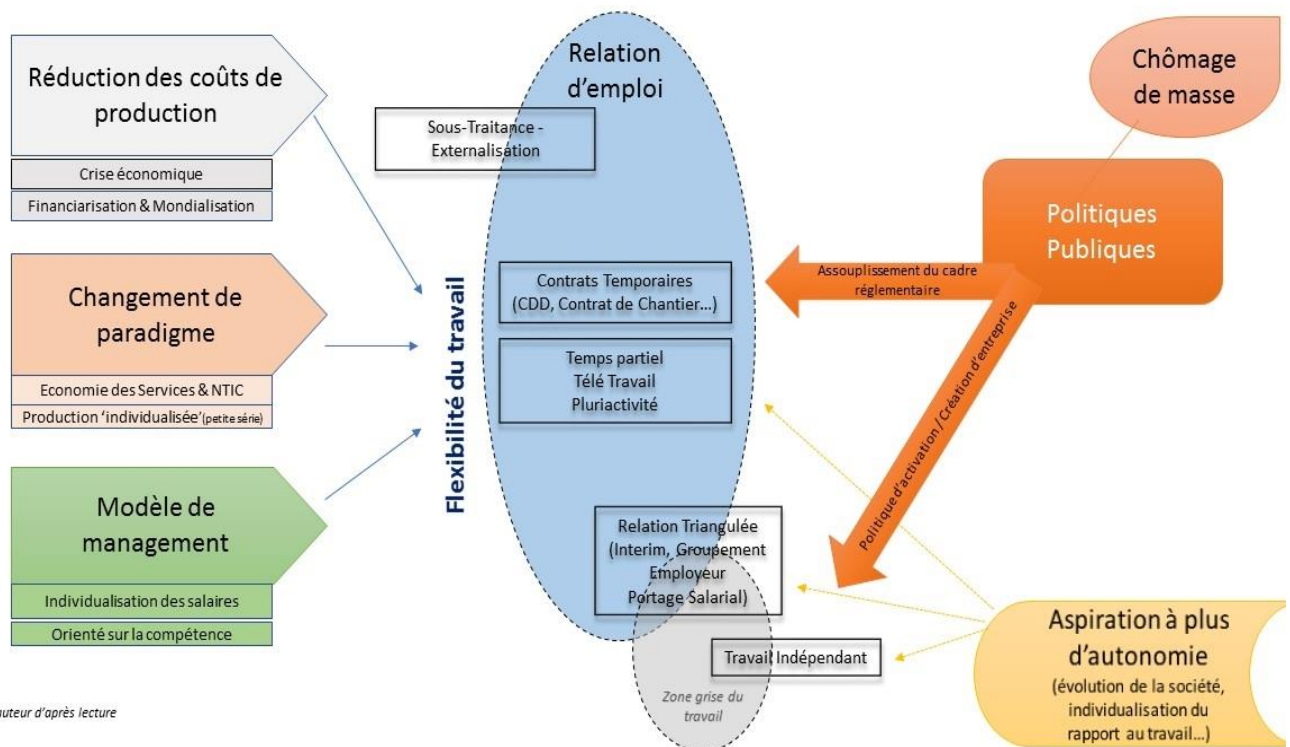 Réduction des coûts de
production
Crise économique
Financiarisation & Mondialisation
Changement de
paradigme
Economie des Services & NTIC
Production ‘individualisée’(petite série)
Modèle de
management
Individualisation des salaires
Orienté sur la compétence
Flexibilité du travail
Relation
d’emploi
Sous-Traitance -
Externalisation
Contrats Temporaires
(CDD, Contrat de Chantier…)
Temps partiel
Télé Travail
Pluriactivité
Relation Triangulée
(Interim, Groupement
Employeur
Portage Salarial)
Travail Indépendant
Zone grise du
travail
Chômage
de masse
Politiques
Publiques
Assouplissement du cadre
réglementaire
Politique d’activation / Création d’entreprise
Aspiration à plus
d’autonomie
(évolution de la société,
individualisation du
rapport au travail…)
auteur d’après lecture